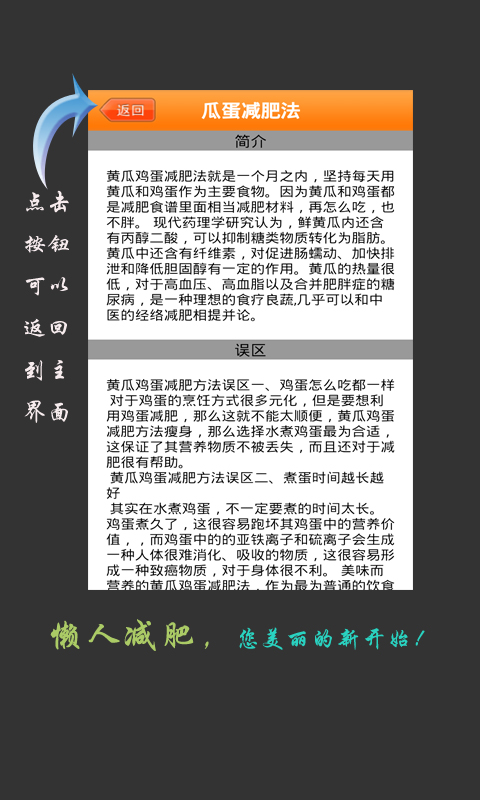 返回
瓜蛋减肥法
简介
黄瓜鸡蛋减肥法就是一个月之内，坚持每天用
黄瓜和鸡蛋作为主要食物。因为黄瓜和鸡蛋都
是减肥食谱里面相当减肥材料，再怎么吃，也
不胖。 现代药理学研究认为，鲜黄瓜内还含
有丙醇二酸，可以抑制糖类物质转化为脂肪。
黄瓜中还含有纤维素，对促进肠蠕动、加快排
泄和降低胆固醇有一定的作用。黄瓜的热量很
低，对于高血压、高血脂以及合并肥胖症的糖
尿病，是一种理想的食疗良蔬,几乎可以和中
医的经络减肥相提并论。
误区
黄瓜鸡蛋减肥方法误区一、鸡蛋怎么吃都一样
对于鸡蛋的烹饪方式很多元化，但是要想利
用鸡蛋减肥，那么这就不能太顺便，黄瓜鸡蛋
减肥方法瘦身，那么选择水煮鸡蛋最为合适，
这保证了其营养物质不被丢失，而且还对于减
肥很有帮助。
黄瓜鸡蛋减肥方法误区二、煮蛋时间越长越
好
其实在水煮鸡蛋，不一定要煮的时间太长。
鸡蛋煮久了，这很容易跑坏其鸡蛋中的营养价
值，，而鸡蛋中的的亚铁离子和硫离子会生成
一种人体很难消化、吸收的物质，这很容易形
成一种致癌物质，对于身体很不利。 美味而
营养的黄瓜鸡蛋减肥法，作为最为普通的饮食
点击
按钮
可以
返回
到主
界面
懒人减肥，您美丽的新开始！